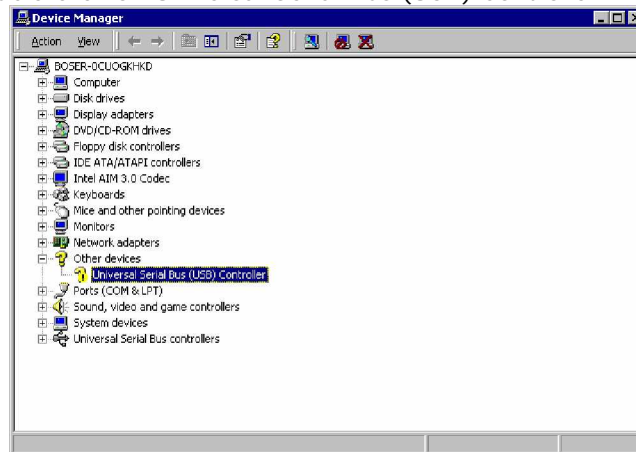 Device Manager
Action View
BOSER-0CUOGKHKD
Computer
Disk drives
Display adapters
DVD/CD-ROM drives
Floppy disk controllers
IDE ATA/ATAPI controllers
Intel AIM 3.0 Codec
Keyboards
Mice and other pointing devices
Monitors
Network adapters
Other devices
Universal Serial Bus (USB) Controller
Ports (COM & LPT)
Sound, video and game controllers
System devices
Universal Serial Bus controllers